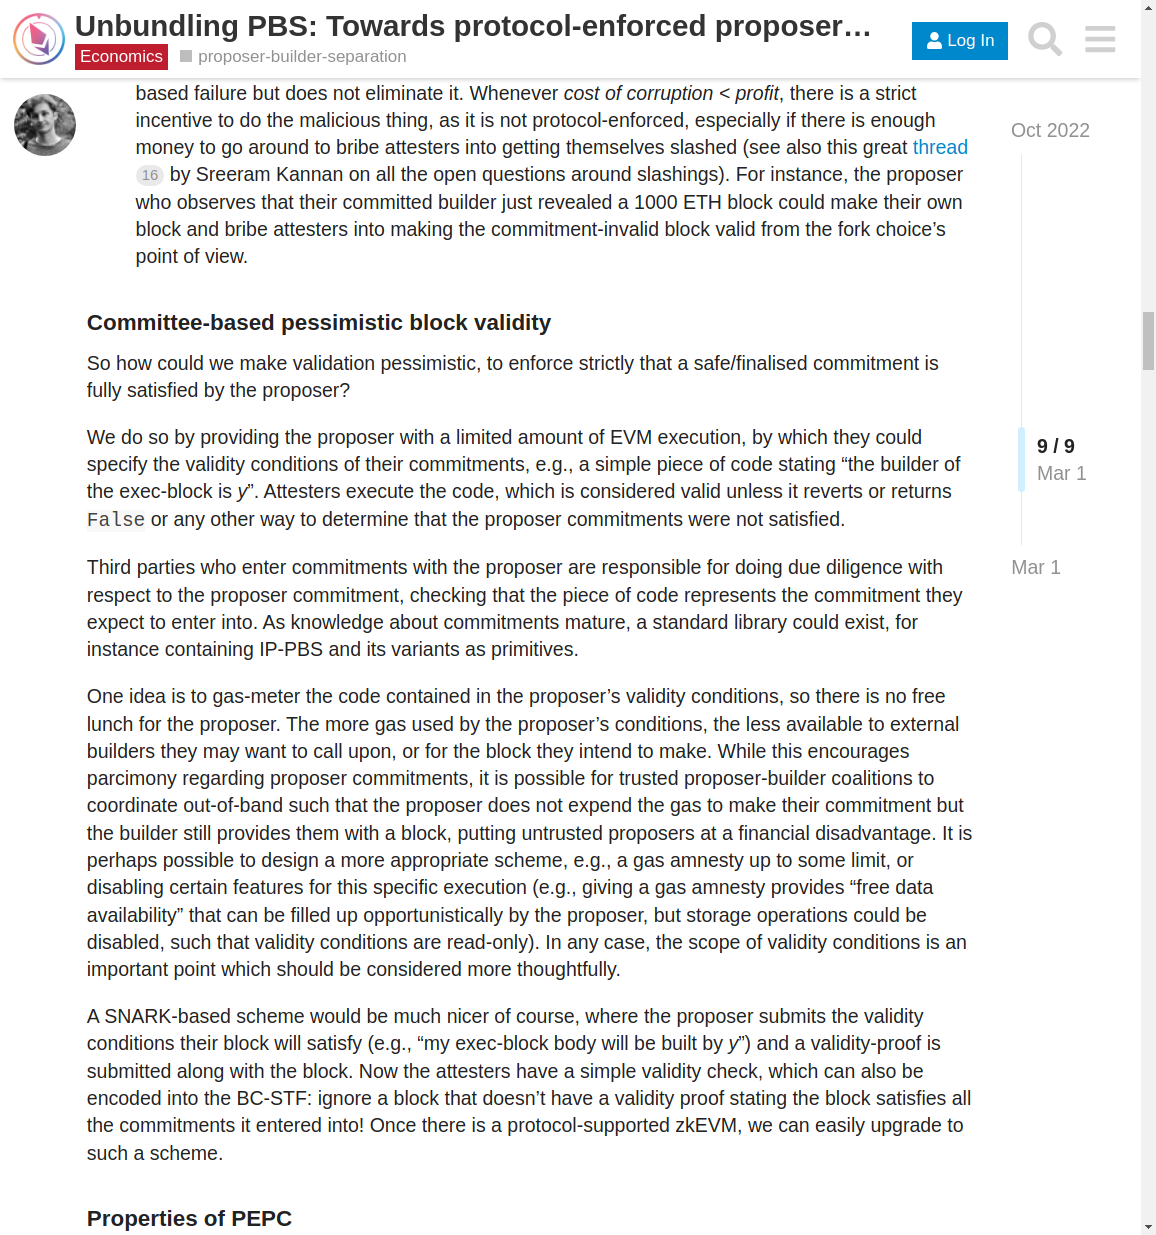 Unbundling PBS: Towards protocol-enforced proposer…
Economics proposer-builder-separation
Log In
based failure but does not eliminate it. Whenever cost of corruption < profit, there is a strict
incentive to do the malicious thing, as it is not protocol-enforced, especially if there is enough
money to go around to bribe attesters into getting themselves slashed (see also this great thread
16 by Sreeram Kannan on all the open questions around slashings). For instance, the proposer
who observes that their committed builder just revealed a 1000 ETH block could make their own
block and bribe attesters into making the commitment-invalid block valid from the fork choice’s
point of view.
Committee-based pessimistic block validity
So how could we make validation pessimistic, to enforce strictly that a safe/finalised commitment is
fully satisfied by the proposer?
We do so by providing the proposer with a limited amount of EVM execution, by which they could
specify the validity conditions of their commitments, e.g., a simple piece of code stating “the builder of
the exec-block is y”. Attesters execute the code, which is considered valid unless it reverts or returns
False or any other way to determine that the proposer commitments were not satisfied.
Third parties who enter commitments with the proposer are responsible for doing due diligence with
respect to the proposer commitment, checking that the piece of code represents the commitment they
expect to enter into. As knowledge about commitments mature, a standard library could exist, for
instance containing IP-PBS and its variants as primitives.
One idea is to gas-meter the code contained in the proposer’s validity conditions, so there is no free
lunch for the proposer. The more gas used by the proposer’s conditions, the less available to external
builders they may want to call upon, or for the block they intend to make. While this encourages
parcimony regarding proposer commitments, it is possible for trusted proposer-builder coalitions to
coordinate out-of-band such that the proposer does not expend the gas to make their commitment but
the builder still provides them with a block, putting untrusted proposers at a financial disadvantage. It is
perhaps possible to design a more appropriate scheme, e.g., a gas amnesty up to some limit, or
disabling certain features for this specific execution (e.g., giving a gas amnesty provides “free data
availability” that can be filled up opportunistically by the proposer, but storage operations could be
disabled, such that validity conditions are read-only). In any case, the scope of validity conditions is an
important point which should be considered more thoughtfully.
A SNARK-based scheme would be much nicer of course, where the proposer submits the validity
conditions their block will satisfy (e.g., “my exec-block body will be built by y”) and a validity-proof is
submitted along with the block. Now the attesters have a simple validity check, which can also be
encoded into the BC-STF: ignore a block that doesn’t have a validity proof stating the block satisfies all
the commitments it entered into! Once there is a protocol-supported zkEVM, we can easily upgrade to
such a scheme.
Properties of PEPC
Oct 2022
9 / 9
Mar 1
Mar 1